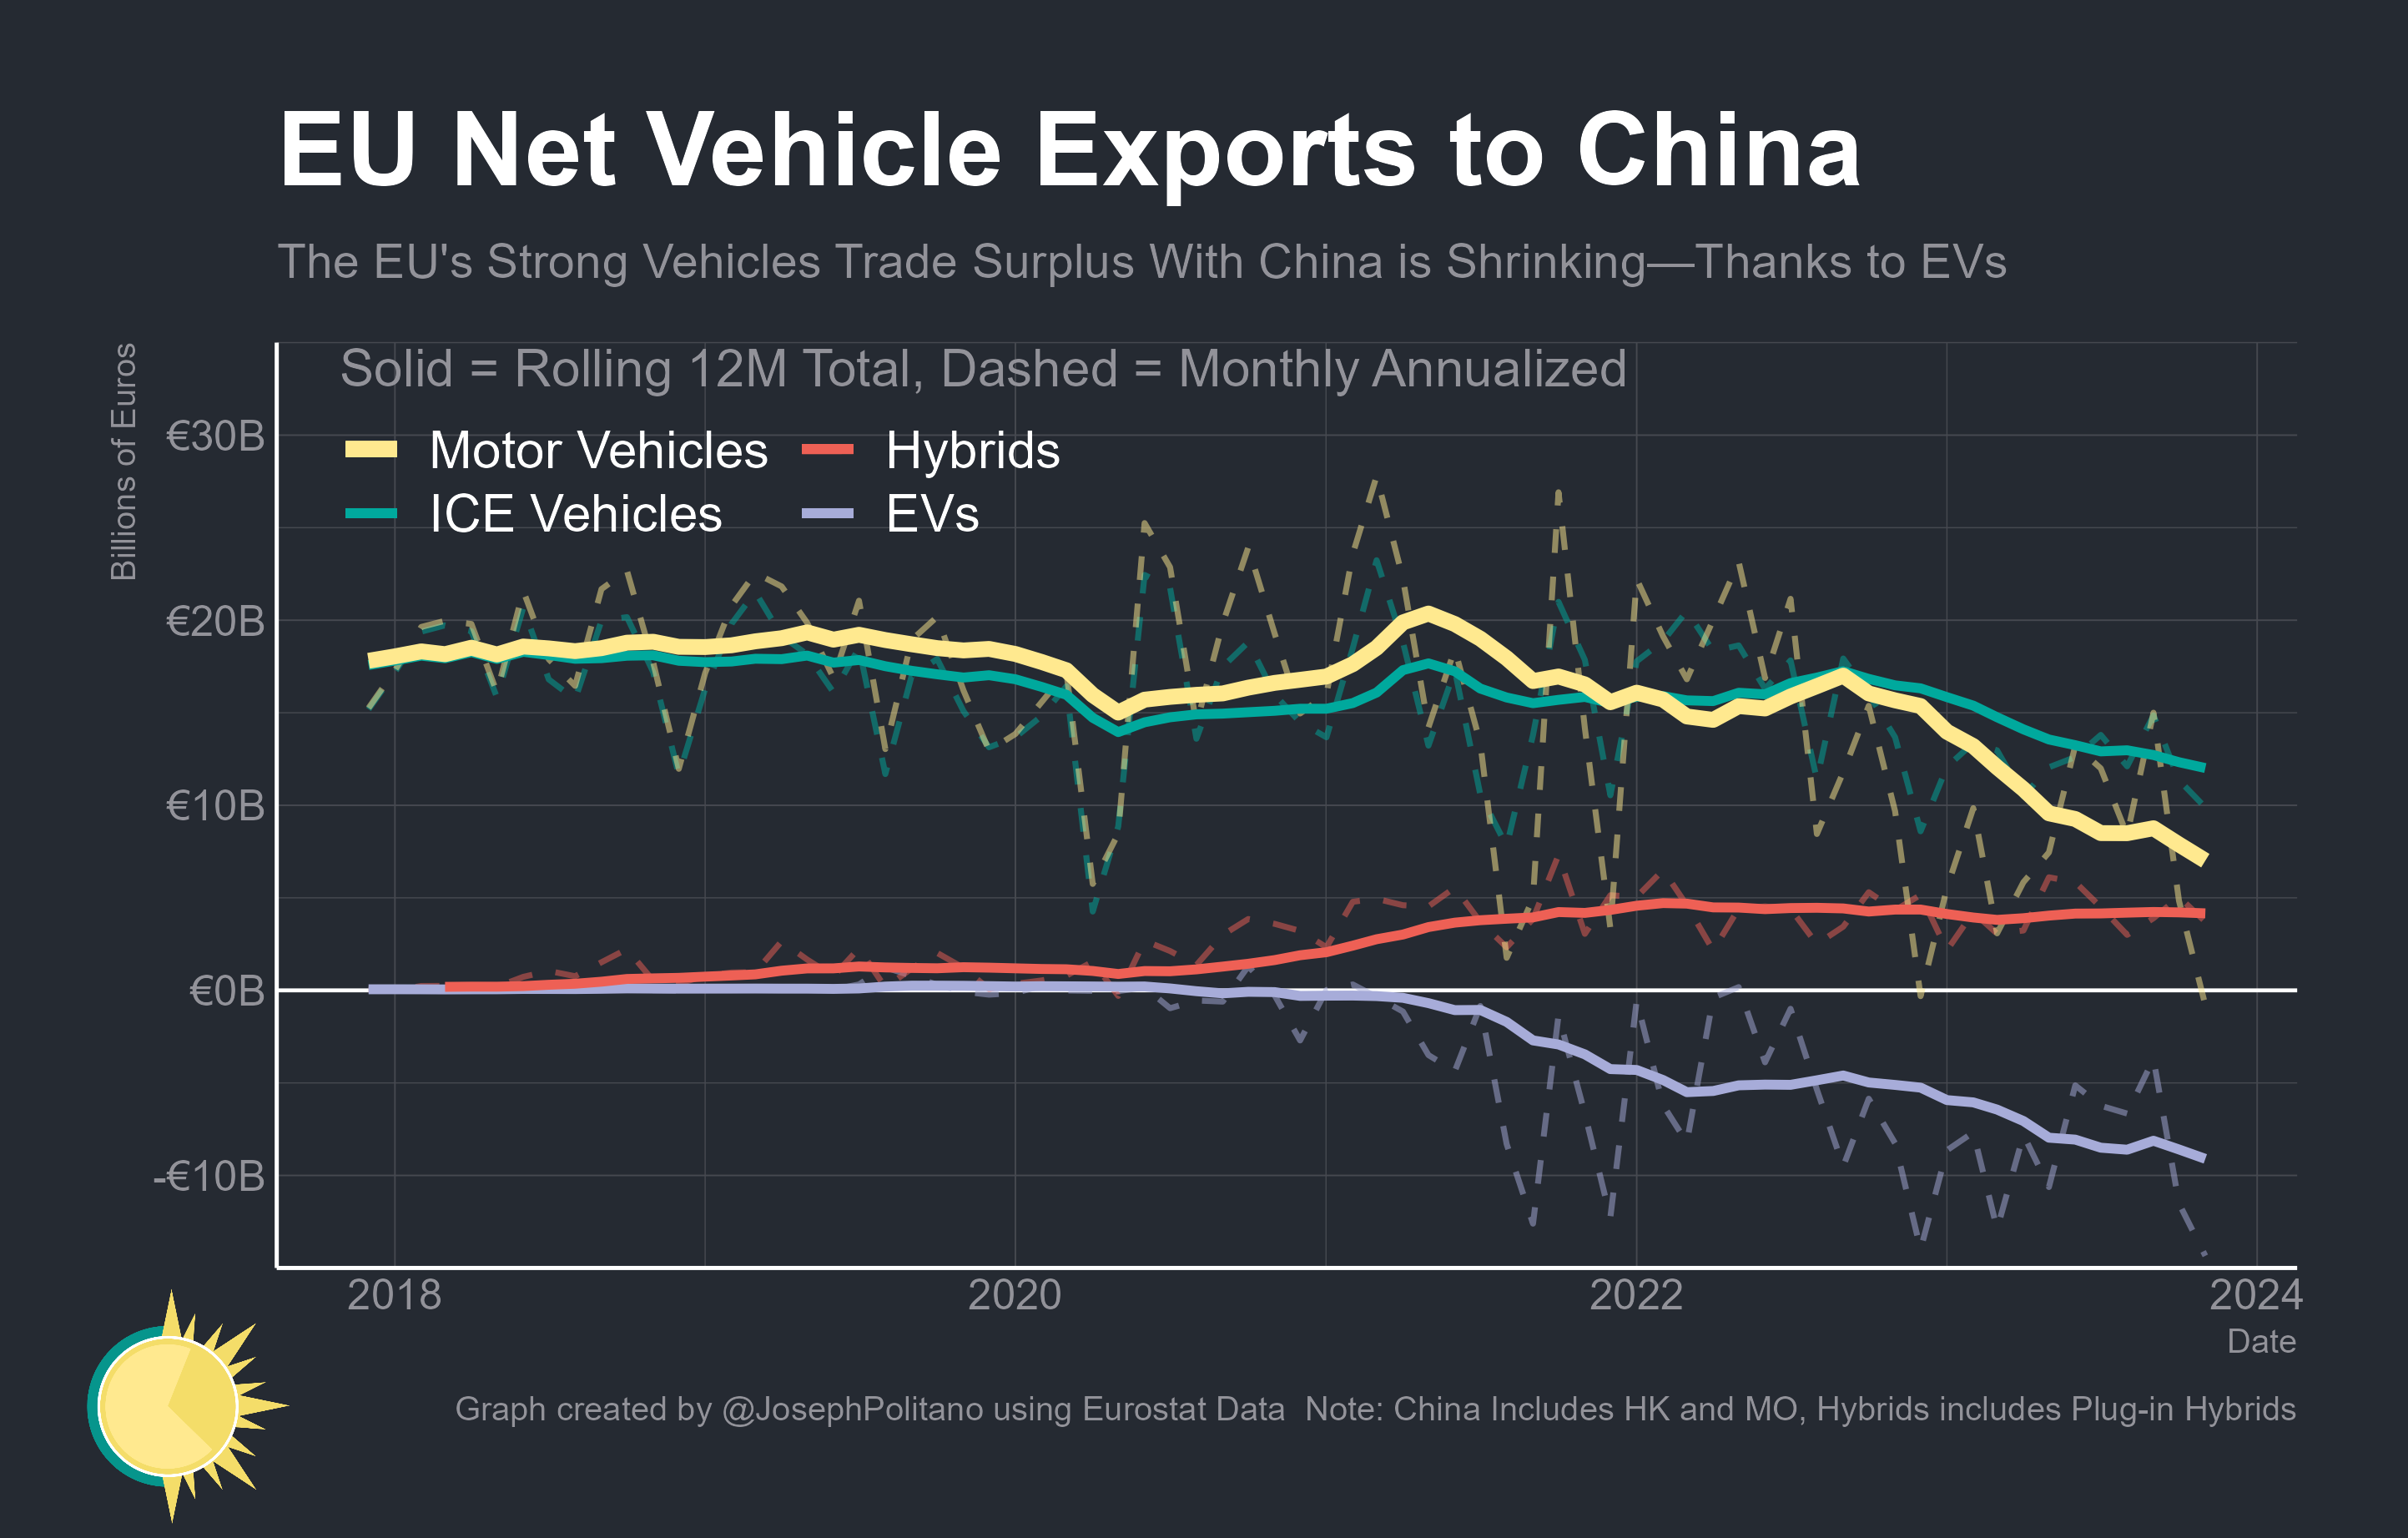 EU Net Vehicle Exports to China
The EU's Strong Vehicles Trade Surplus With China is Shrinking—Thanks to EVs
Billions of Euros
Solid = Rolling 12M Total, Dashed = Monthly Annualized
Motor Vehicles
Hybrids
ICE Vehicles
EVs
€30B
€20B
€10B
€0B
-€10B
2018
2020
2022
2024
Date
Graph created by @JosephPolitano using Eurostat Data Note: China Includes HK and MO, Hybrids includes Plug-in Hybrids